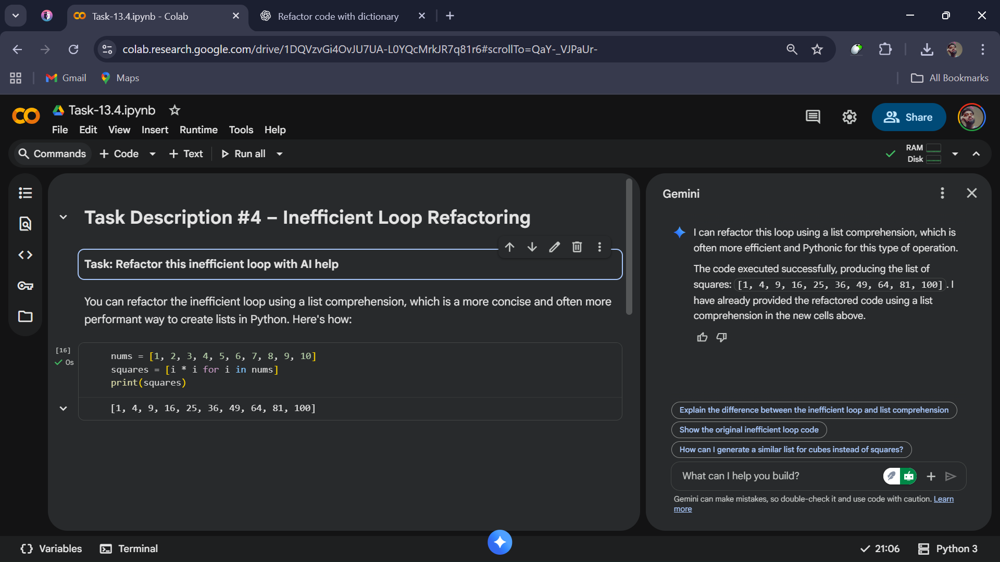 Task-13.4.ipynb - Colab
Refactor code with dictionary
colab.research.google.com/drive/1DQVzvGi4OvJU7UA-L0YQcMrkJR7q81r6#scrollTo=QaY-_VJPaUr-
Gmail
Maps
All Bookmarks
Task-13.4.ipynb
File Edit View Insert Runtime Tools Help
Share
Commands
+ Code
+ Text
Run all
RAM
Disk
Task Description #4 – Inefficient Loop Refactoring
Task: Refactor this inefficient loop with AI help
You can refactor the inefficient loop using a list comprehension, which is a more concise and often more
performant way to create lists in Python. Here's how:
[16]
0s
nums = [1, 2, 3, 4, 5, 6, 7, 8, 9, 10]
squares = [i * i for i in nums]
print(squares)
[1, 4, 9, 16, 25, 36, 49, 64, 81, 100]
Gemini
I can refactor this loop using a list comprehension, which is
often more efficient and Pythonic for this type of operation.
The code executed successfully, producing the list of
squares: [1, 4, 9, 16, 25, 36, 49, 64, 81, 100]. I
have already provided the refactored code using a list
comprehension in the new cells above.
Explain the difference between the inefficient loop and list comprehension
Show the original inefficient loop code
How can I generate a similar list for cubes instead of squares?
What can I help you build?
Gemini can make mistakes, so double-check it and use code with caution. Learn
more
{} Variables
Terminal
21:06
Python 3